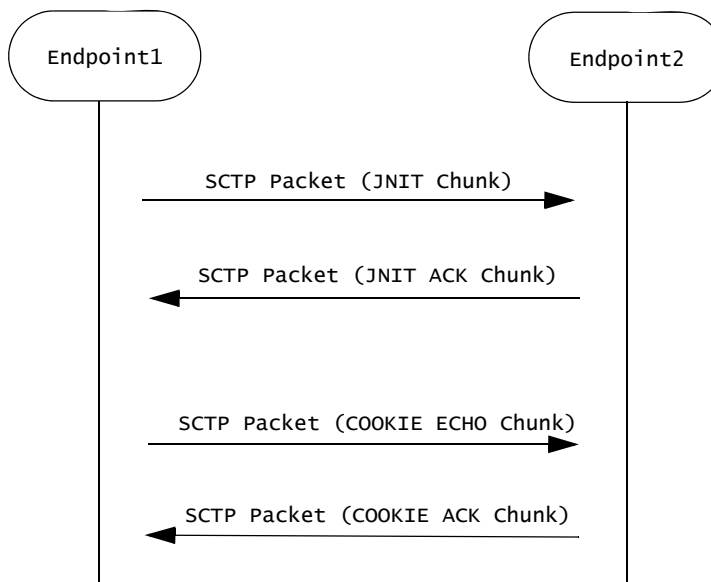 Endpoint1
Endpoint2
SCTP Packet (JNIT Chunk)
SCTP Packet (JNIT ACK Chunk)
SCTP Packet (COOKIE ECHO Chunk)
SCTP Packet (COOKIE ACK Chunk)